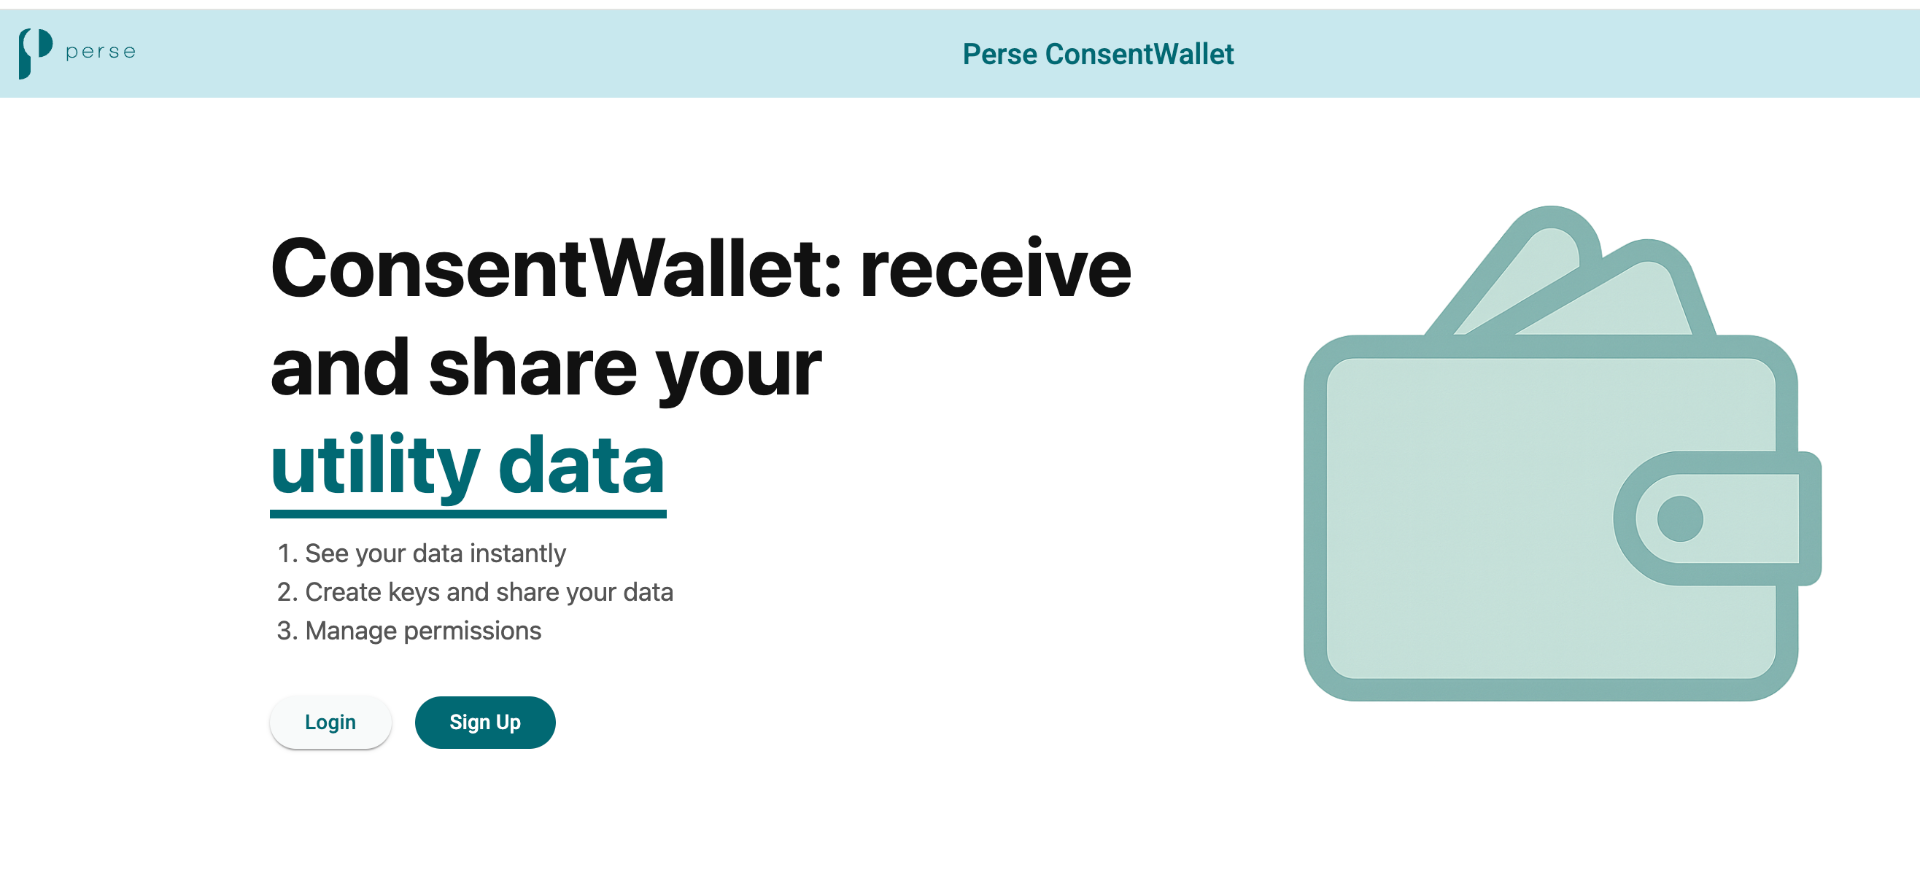 perse
Perse ConsentWallet
ConsentWallet: receive
and share your
utility data
1. See your data instantly
2. Create keys and share your data
3. Manage permissions
Login
Sign Up